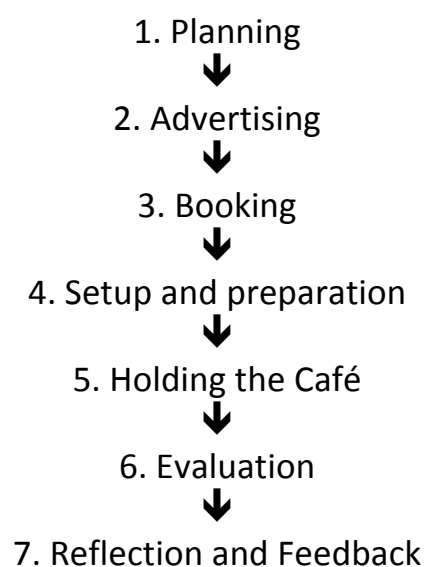 1. Planning
2. Advertising
3. Booking
4. Setup and preparation
5. Holding the Café
6. Evaluation
7. Reflection and Feedback